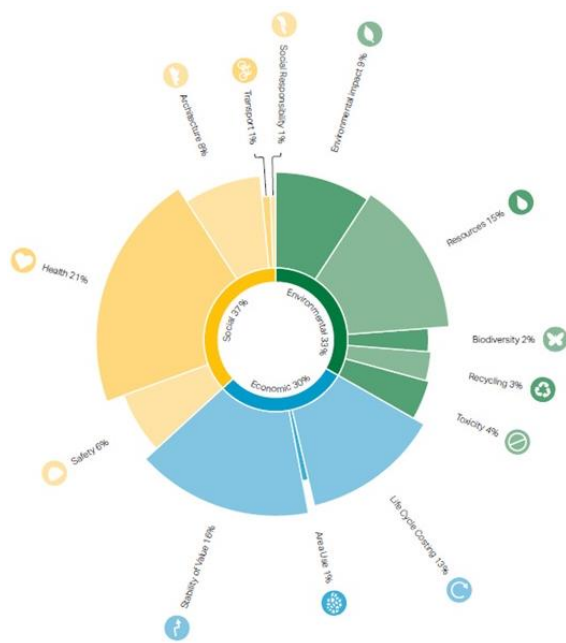 Environmental impact 9%
Resources 15%
Biodiversity 2%
Recycling 3%
Toxicity 4%
Life Cycle Costing 13%
Area Use 1%
Stability of Value 16%
Safety 6%
Health 21%
Architecture 8%
Transport 1%
Social Responsibility 1%
Environmental 33%
Economic 30%
Social 37%